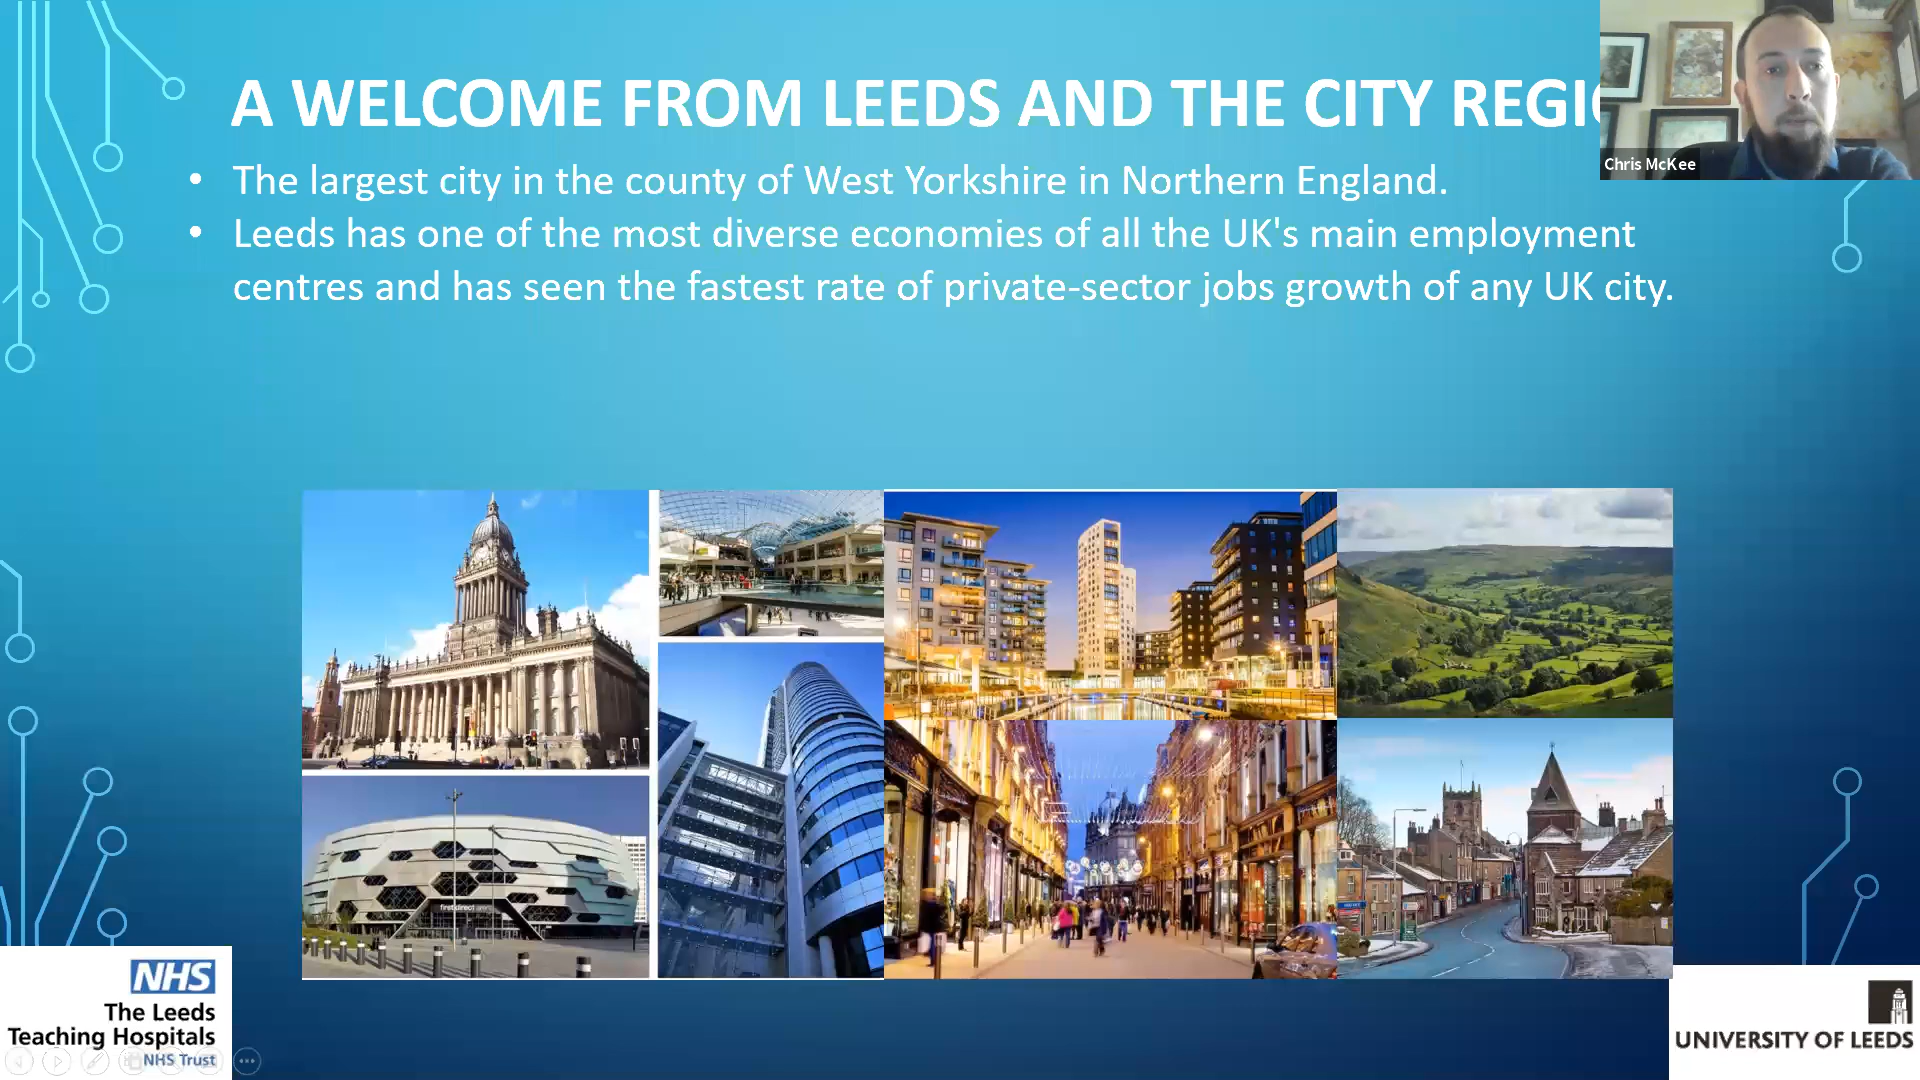 A WELCOME FROM LEEDS AND THE CITY REGI
Chris McKee
• The largest city in the county of West Yorkshire in Northern England.
• Leeds has one of the most diverse economies of all the UK's main employment
centres and has seen the fastest rate of private-sector jobs growth of any UK city.
first direct arena
NHS
The Leeds
Teaching Hospitals
NHS Trust
UNIVERSITY OF LEEDS